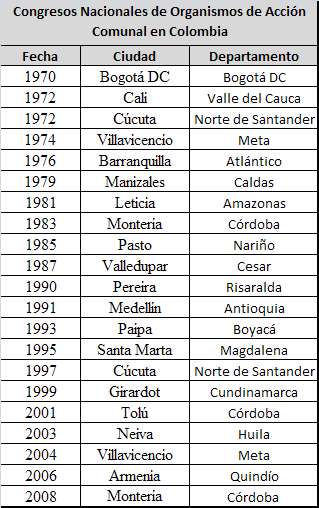 Congresos Nacionales de Organismos de Acción
Comunal en Colombia
Fecha Ciudad Departamento
1970 Bogotá DC Bogotá DC
1972 Cali Valle del Cauca
1972 Cúcuta Norte de Santander
1974 Villavicencio Meta
1976 Barranquilla Atlántico
1979 Manizales Caldas
1981 Leticia Amazonas
1983 Monteria Córdoba
1985 Pasto Nariño
1987 Valledupar Cesar
1990 Pereira Risaralda
1991 Medellin Antioquia
1993 Paipa Boyacá
1995 Santa Marta Magdalena
1997 Cúcuta Norte de Santander
1999 Girardot Cundinamarca
2001 Tolú Córdoba
2003 Neiva Huila
2004 Villavicencio Meta
2006 Armenia Quindío
2008 Monteria Córdoba